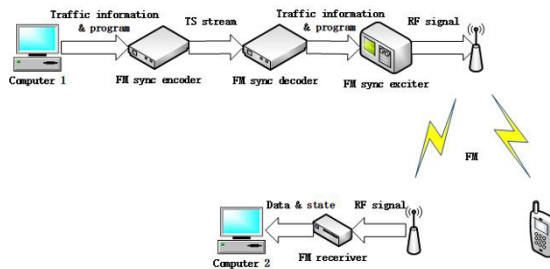 Traffic information
& program
TS stream
Traffic information
& program
RF signal
Computer 1
FM sync encoder
FM sync decoder
FM sync exciter
FM
Data & state
RF signal
Computer 2
FM receriver